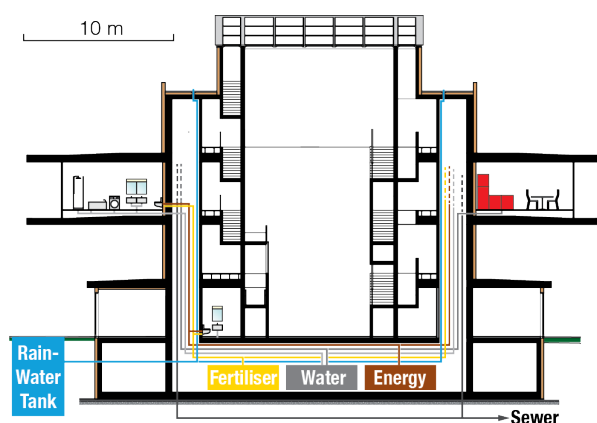 10 m
Rain-
Water
Tank
Fertiliser
Water
Energy
Sewer